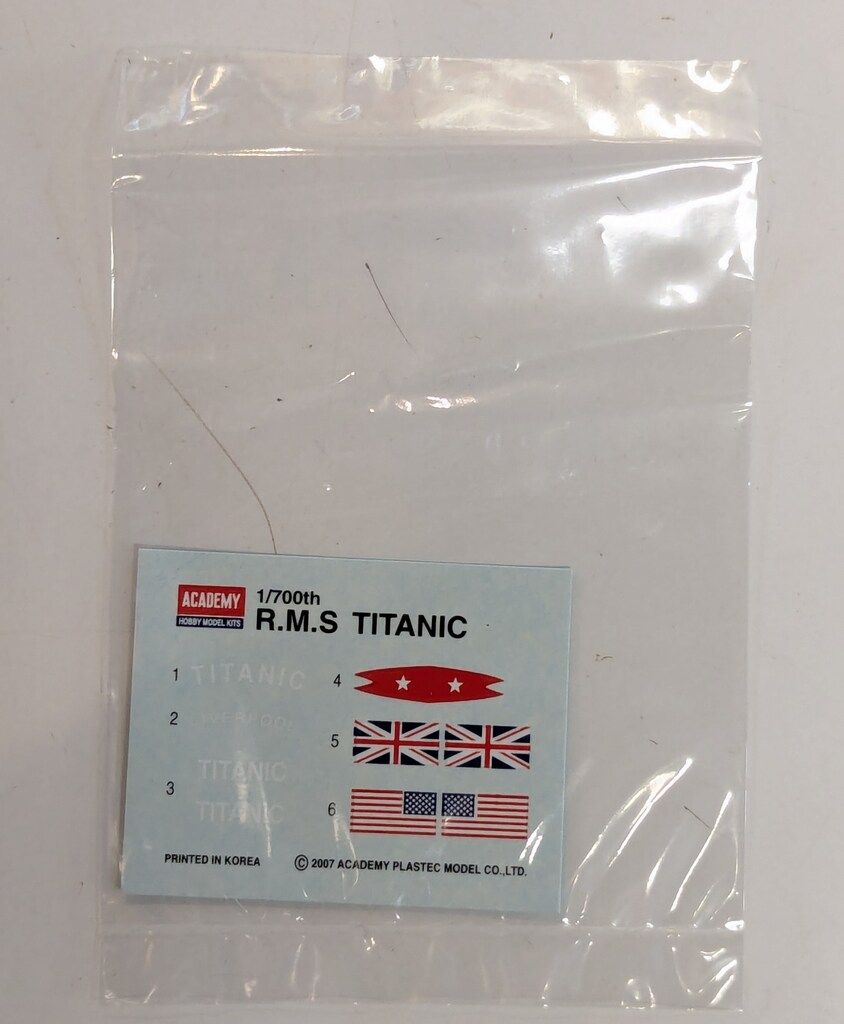 ACADEMY
HOBBY MODEL KITS
1/700th
R.M.S TITANIC
1 TITANIC
2 LIVERPOOL
3 TITANIC
TITANIC
4
5
6
PRINTED IN KOREA
© 2007 ACADEMY PLASTEC MODEL CO.,LTD.